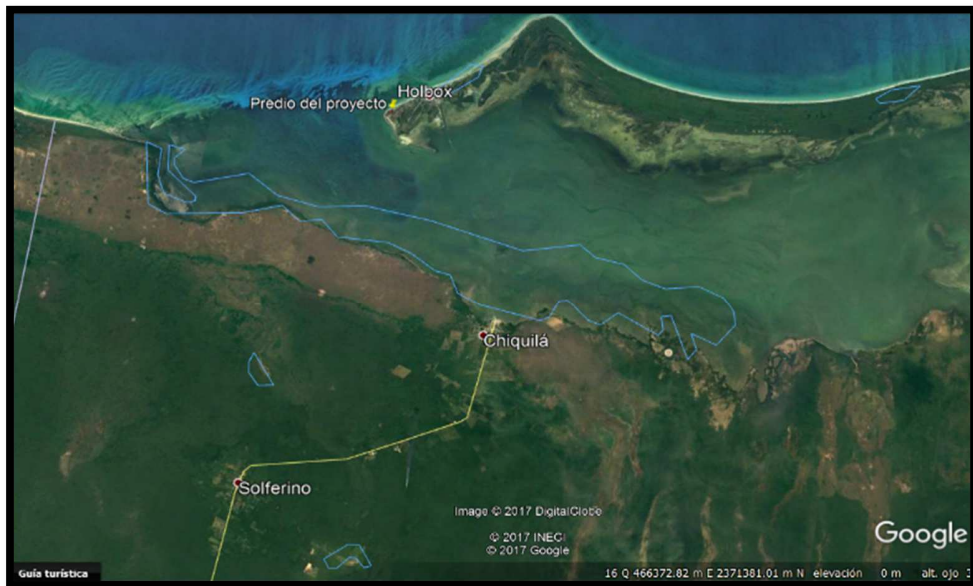 Holbox
Predio del proyecto
Chiquilá
Solferino
Image © 2017 DigitalGlobe
© 2017 INEGI
© 2017 Google
Google
Guía turística
16 Q 466372.82 m E 2371381.01 m N elevación 0 m alt. ojo